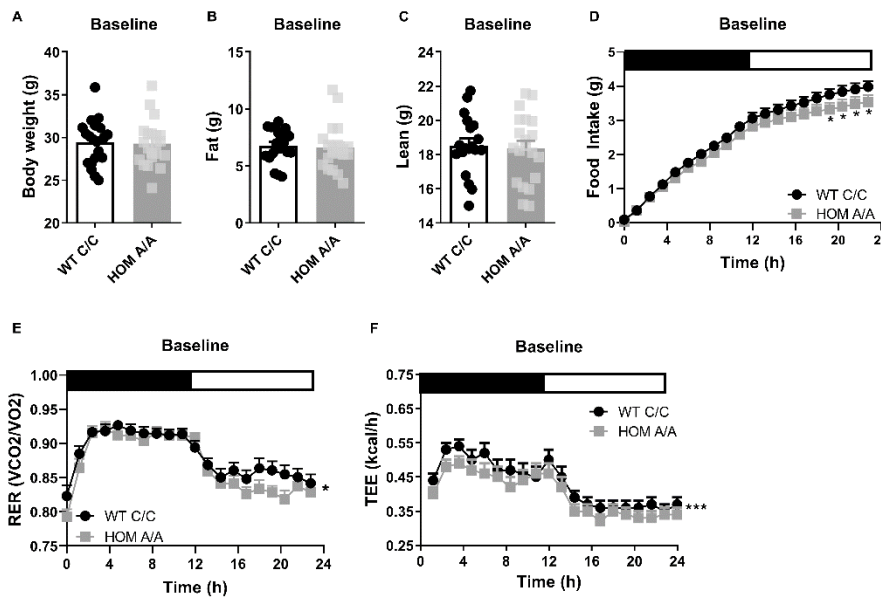 A
Baseline
Body weight (g)
40
35
30
25
20
WT C/C
HOM A/A
B
Baseline
Fat (g)
15
10
5
0
WT C/C
HOM A/A
C
Baseline
Lean (g)
24
22
20
18
16
14
WT C/C
HOM A/A
D
Baseline
Food Intake (g)
5
4
3
2
1
0
* * * *
WT C/C
HOM A/A
0 4 8 12 16 20 2
Time (h)
E
Baseline
RER (VCO2/VO2)
1.00
0.95
0.90
0.85
0.80
0.75
*
WT C/C
HOM A/A
0 4 8 12 16 20 24
Time (h)
F
Baseline
TEE (kcal/h)
0.75
0.65
0.55
0.45
0.35
0.25
WT C/C
HOM A/A
***
0 4 8 12 16 20 24
Time (h)